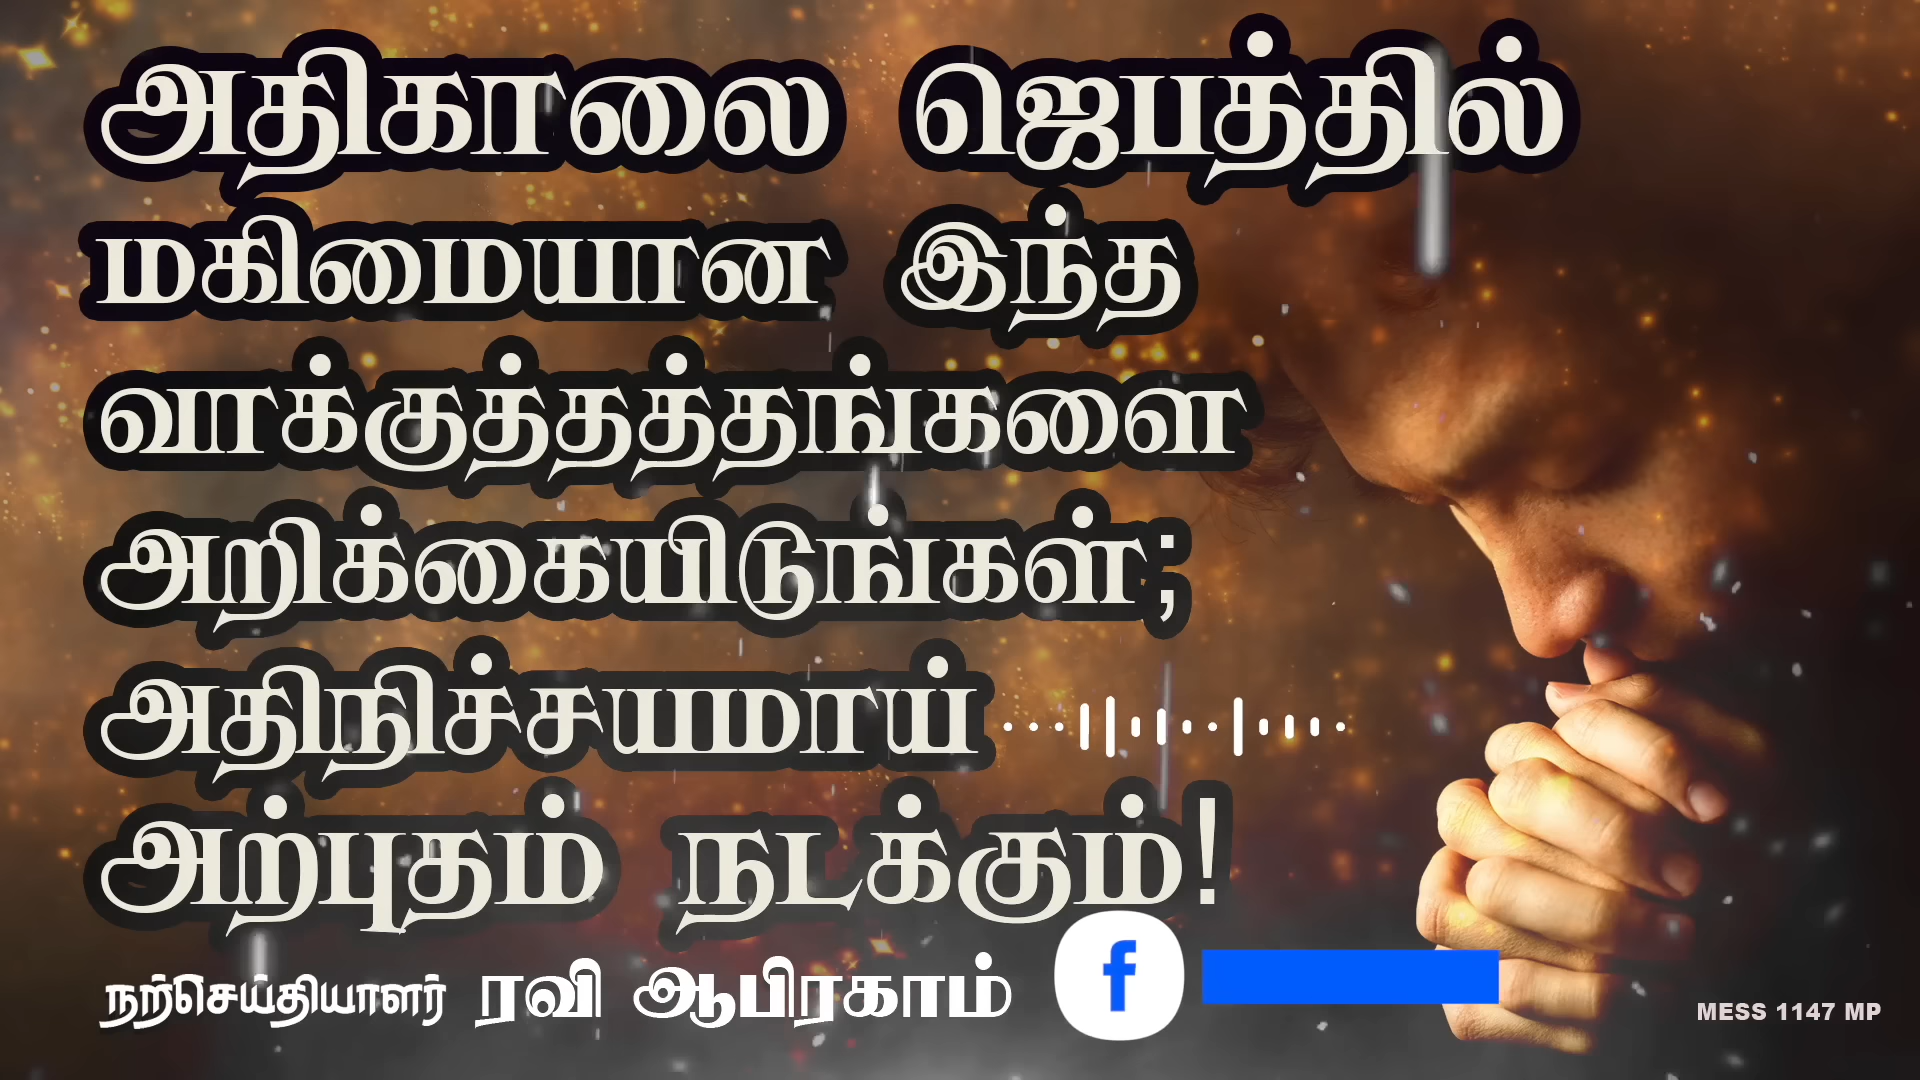 அதிகாலை ஜெபத்தில்
மகிமையான இந்த
வாக்குத்தத்தங்களை
அறிக்கையிடுங்கள்;
அதிநிச்சயமாய்
அற்புதம் நடக்கும்!
நற்செய்தியாளர் ரவி ஆபிரகாம்
f
MESS 1147 MP